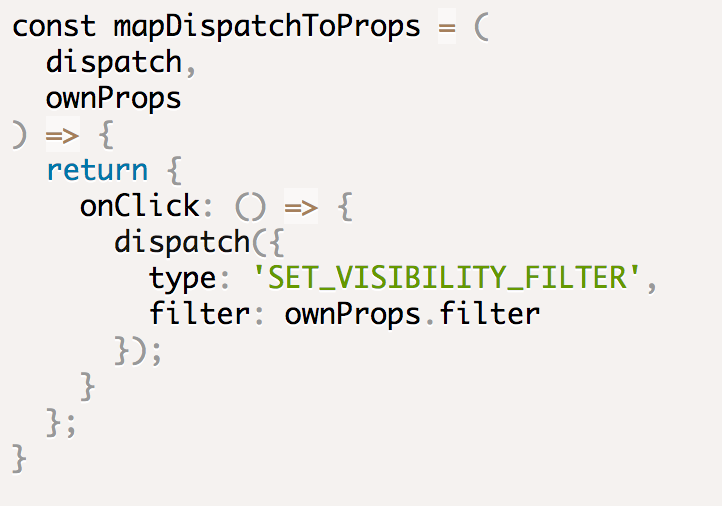 const mapDispatchToProps = (
  dispatch,
  ownProps
) => {
  return {
    onClick: () => {
      dispatch({
        type: 'SET_VISIBILITY_FILTER',
        filter: ownProps.filter
      });
    }
  };
}